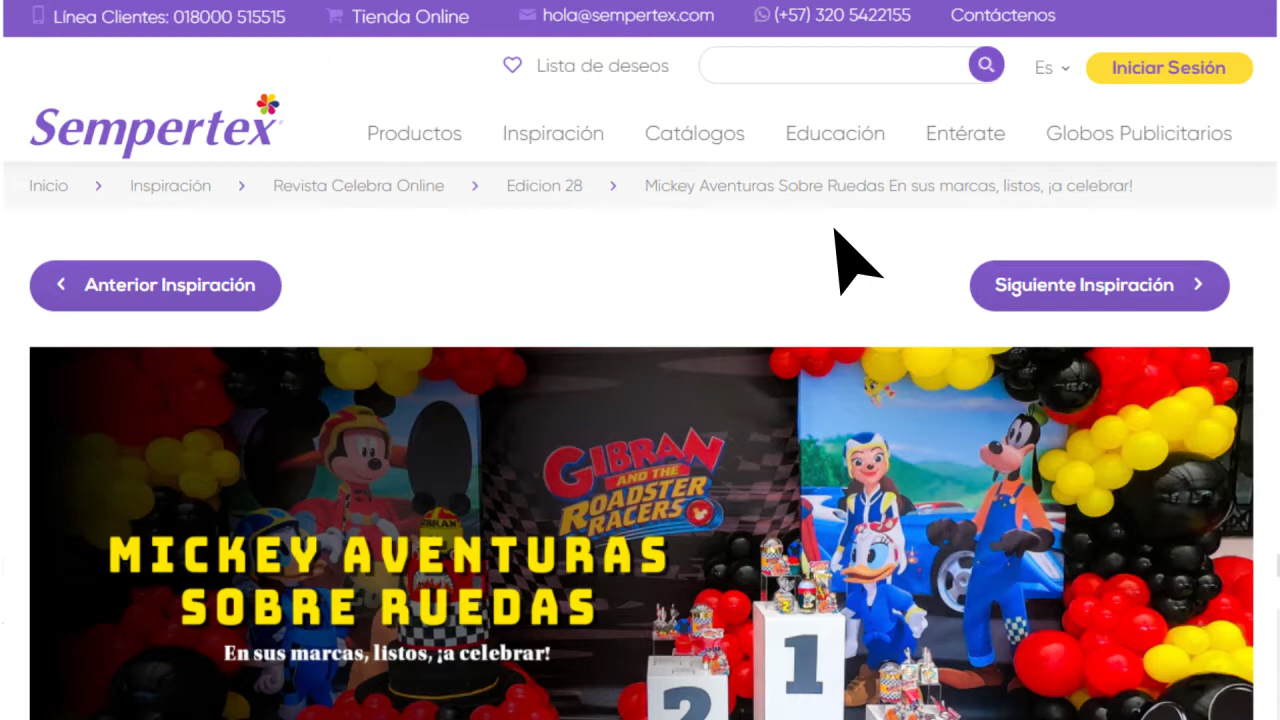 Línea Clientes: 018000 515515 Tienda Online hola@sempertex.com (+57) 320 5422155 Contáctenos
Lista de deseos Es Iniciar Sesión
Sempertex
Productos Inspiración Catálogos Educación Entérate Globos Publicitarios
Inicio > Inspiración > Revista Celebra Online > Edicion 28 > Mickey Aventuras Sobre Ruedas En sus marcas, listos, ¡a celebrar!
Anterior Inspiración Siguiente Inspiración
GIBRAN
AND THE
ROADSTER
RACERS
MICKEY AVENTURAS
SOBRE RUEDAS
En sus marcas, listos, ¡a celebrar!
1
2